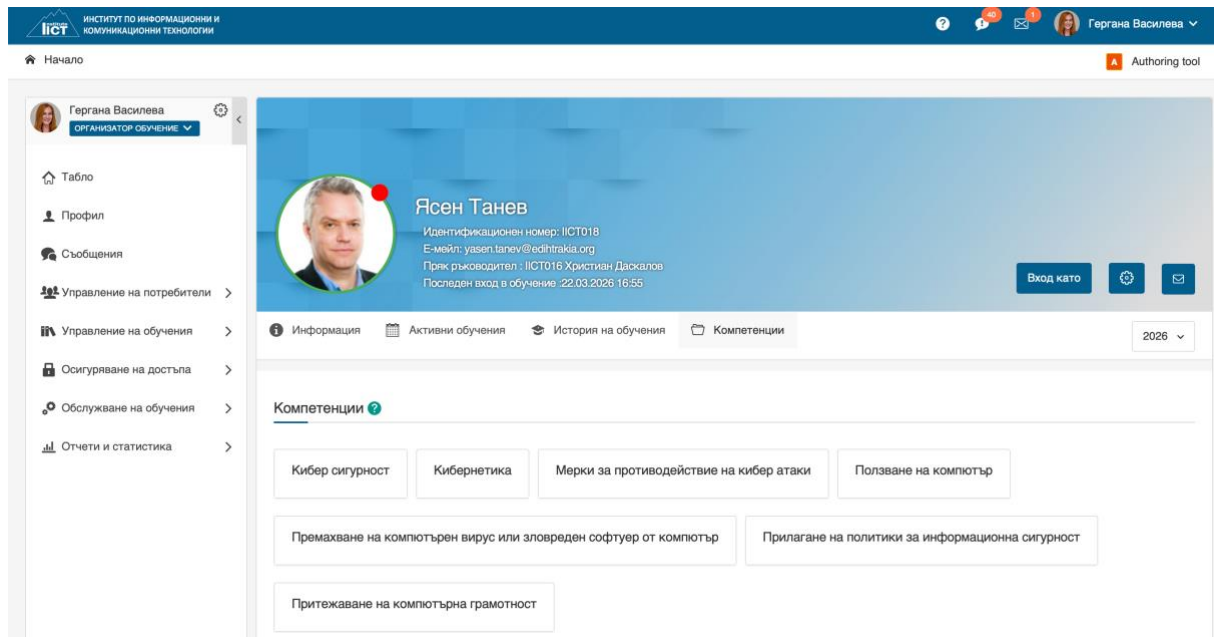 institute
IICT
ИНСТИТУТ ПО ИНФОРМАЦИОННИ И
КОМУНИКАЦИОННИ ТЕХНОЛОГИИ
40
1
Гергана Василева
Начало
A Authoring tool
Гергана Василева
ОРГАНИЗАТОР ОБУЧЕНИЕ
Табло
Профил
Съобщения
Управление на потребители
Управление на обучения
Осигуряване на достъпа
Обслужване на обучения
Отчети и статистика
Ясен Танев
Идентификационен номер: IICT018
Е-мейл: yasen.tanev@edihtrakia.org
Пряк ръководител : IICT016 Християн Даскалов
Последен вход в обучение :22.03.2026 16:55
Вход като
Информация
Активни обучения
История на обучения
Компетенции
2026
Компетенции ?
Кибер сигурност
Кибернетика
Мерки за противодействие на кибер атаки
Ползване на компютър
Премахване на компютърен вирус или зловреден софтуер от компютър
Прилагане на политики за информационна сигурност
Притежаване на компютърна грамотност